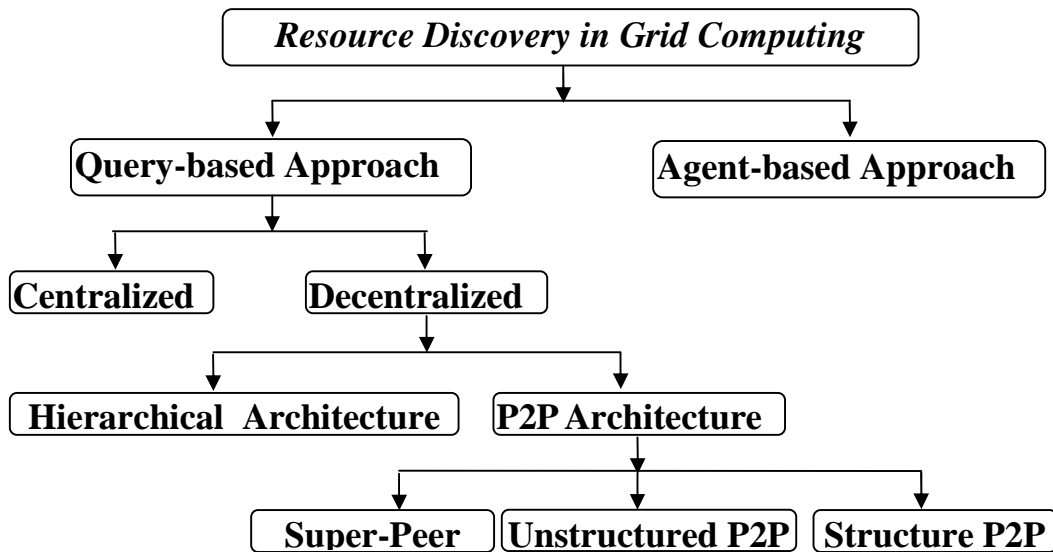 Resource Discovery in Grid Computing
Query-based Approach
Agent-based Approach
Centralized
Decentralized
Hierarchical Architecture
P2P Architecture
Super-Peer
Unstructured P2P
Structure P2P